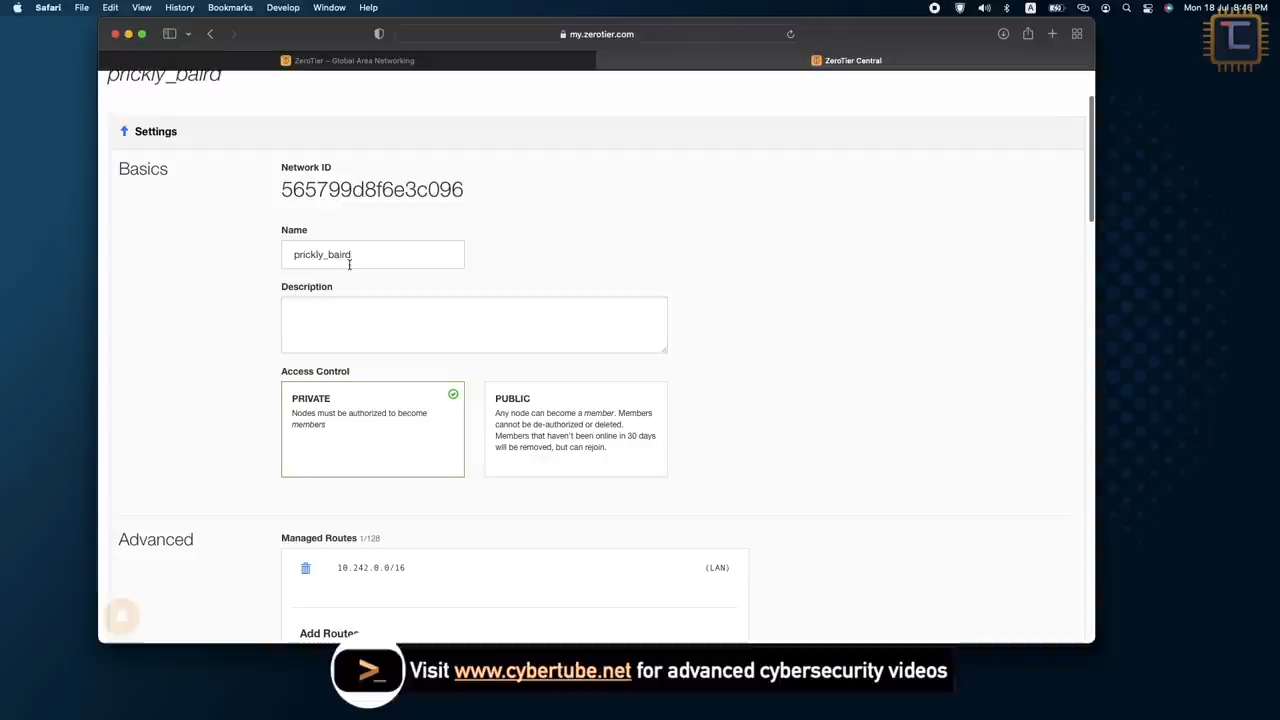 Safari File Edit View History Bookmarks Develop Window Help
A Mon 18 Jul 8:46 PM
my.zerotier.com
ZeroTier – Global Area Networking
ZeroTier Central
prickly_baird
Settings
Basics
Network ID
565799d8f6e3c096
Name
prickly_baird
Description
Access Control
PRIVATE
Nodes must be authorized to become
members
PUBLIC
Any node can become a member. Members
cannot be de-authorized or deleted.
Members that haven't been online in 30 days
will be removed, but can rejoin.
Advanced
Managed Routes 1/128
10.242.0.0/16 (LAN)
Add Routes
>_ Visit www.cybertube.net for advanced cybersecurity videos